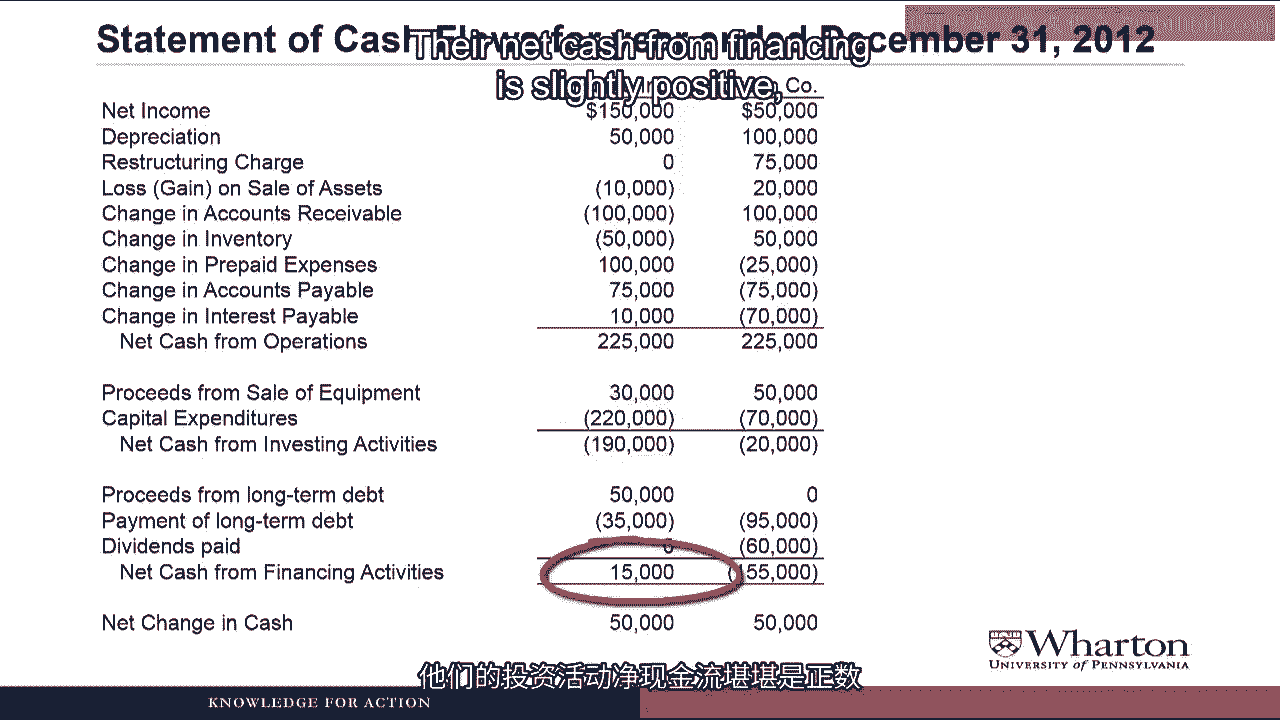 Statement of Cash Flows for year ended December 31, 2012
Their net cash from financing
is slightly positive,
Co.
Net Income $150,000 $50,000
Depreciation 50,000 100,000
Restructuring Charge 0 75,000
Loss (Gain) on Sale of Assets (10,000) 20,000
Change in Accounts Receivable (100,000) 100,000
Change in Inventory (50,000) 50,000
Change in Prepaid Expenses 100,000 (25,000)
Change in Accounts Payable 75,000 (75,000)
Change in Interest Payable 10,000 (70,000)
Net Cash from Operations 225,000 225,000
Proceeds from Sale of Equipment 30,000 50,000
Capital Expenditures (220,000) (70,000)
Net Cash from Investing Activities (190,000) (20,000)
Proceeds from long-term debt 50,000 0
Payment of long-term debt (35,000) (95,000)
Dividends paid 0 (60,000)
Net Cash from Financing Activities 15,000 (155,000)
Net Change in Cash 50,000 50,000
Wharton
UNIVERSITY of PENNSYLVANIA
他们的投资活动净现金流堪堪是正数
KNOWLEDGE FOR ACTION